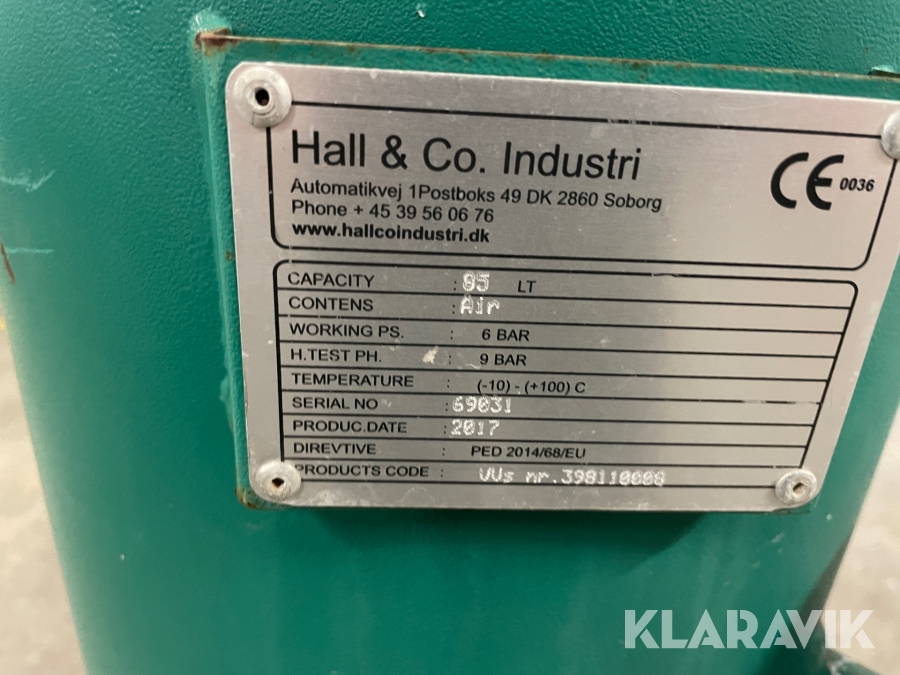 Hall & Co. Industri
Automatikvej 1Postboks 49 DK 2860 Soborg
Phone + 45 39 56 06 76
www.hallcoindustri.dk
CE 0036
CAPACITY : 85 LT
CONTENS : Air
WORKING PS. : 6 BAR
H.TEST PH. : 9 BAR
TEMPERATURE : (-10) - (+100) C
SERIAL NO : 69031
PRODUC.DATE : 2017
DIREVTIVE : PED 2014/68/EU
PRODUCTS CODE : VVs nr.398110008
KLARAVIK